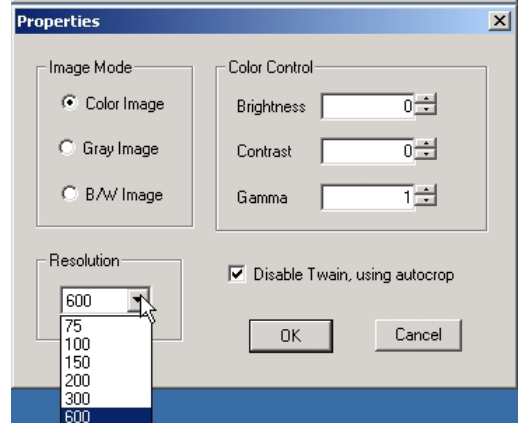 Properties
Image Mode
Color Image
Gray Image
B/W Image
Color Control
Brightness 0
Contrast 0
Gamma 1
Resolution
600
75
100
150
200
300
600
Disable Twain, using autocrop
OK
Cancel